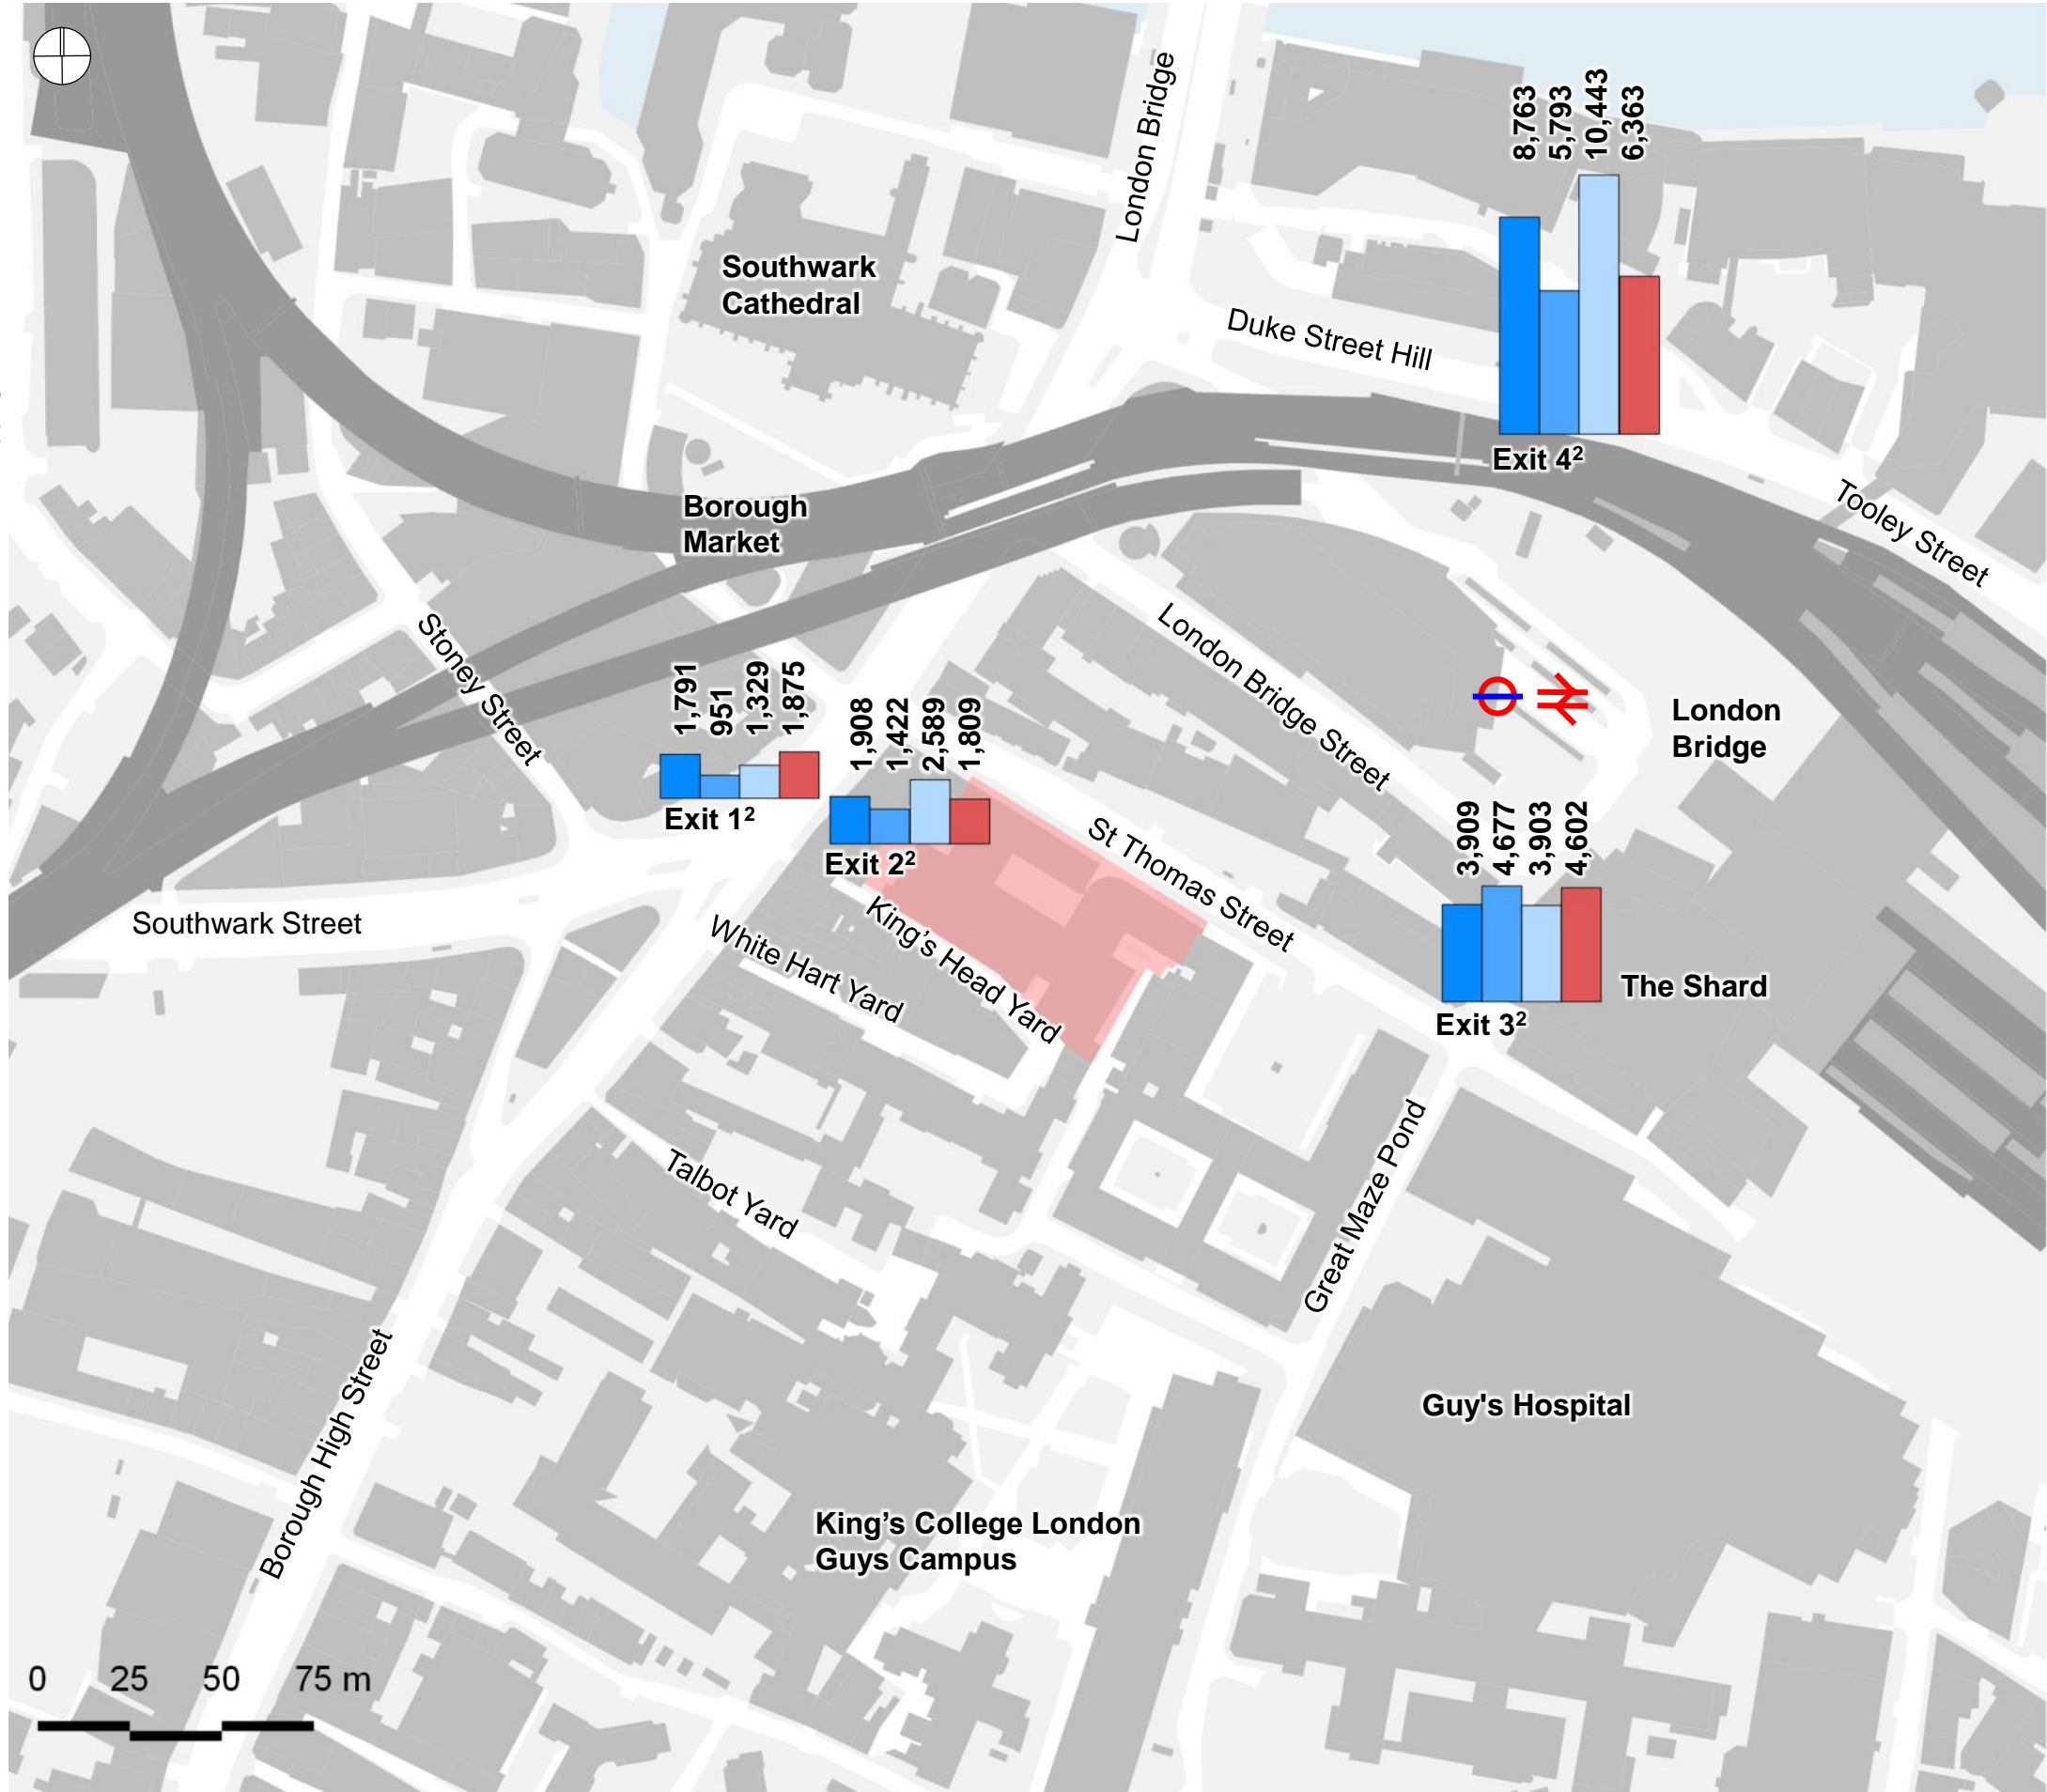 London Bridge
8,763
5,793
10,443
6,363
Southwark
Cathedral
Duke Street Hill
Exit 4²
Borough
Market
Tooley Street
Stoney Street
London Bridge Street
London
Bridge
1,791
951
1,329
1,875
Exit 1²
1,908
1,422
2,589
1,809
Exit 2²
St Thomas Street
3,909
4,677
3,903
4,602
Exit 3²
The Shard
Southwark Street
White Hart Yard
King's Head Yard
Talbot Yard
Great Maze Pond
Borough High Street
Guy's Hospital
King's College London
Guys Campus
0 25 50 75 m